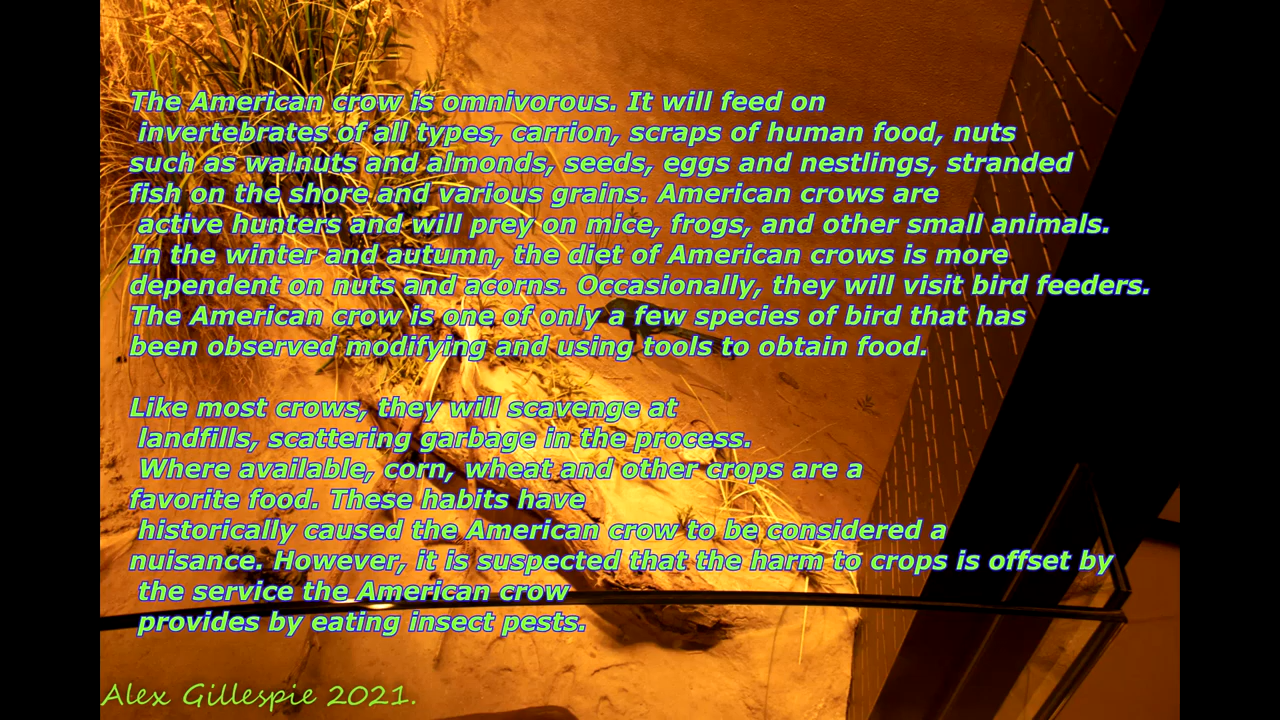 The American crow is omnivorous. It will feed on
invertebrates of all types, carrion, scraps of human food, nuts
such as walnuts and almonds, seeds, eggs and nestlings, stranded
fish on the shore and various grains. American crows are
active hunters and will prey on mice, frogs, and other small animals.
In the winter and autumn, the diet of American crows is more
dependent on nuts and acorns. Occasionally, they will visit bird feeders.
The American crow is one of only a few species of bird that has
been observed modifying and using tools to obtain food.
Like most crows, they will scavenge at
landfills, scattering garbage in the process.
Where available, corn, wheat and other crops are a
favorite food. These habits have
historically caused the American crow to be considered a
nuisance. However, it is suspected that the harm to crops is offset by
the service the American crow
provides by eating insect pests.
Alex Gillespie 2021.